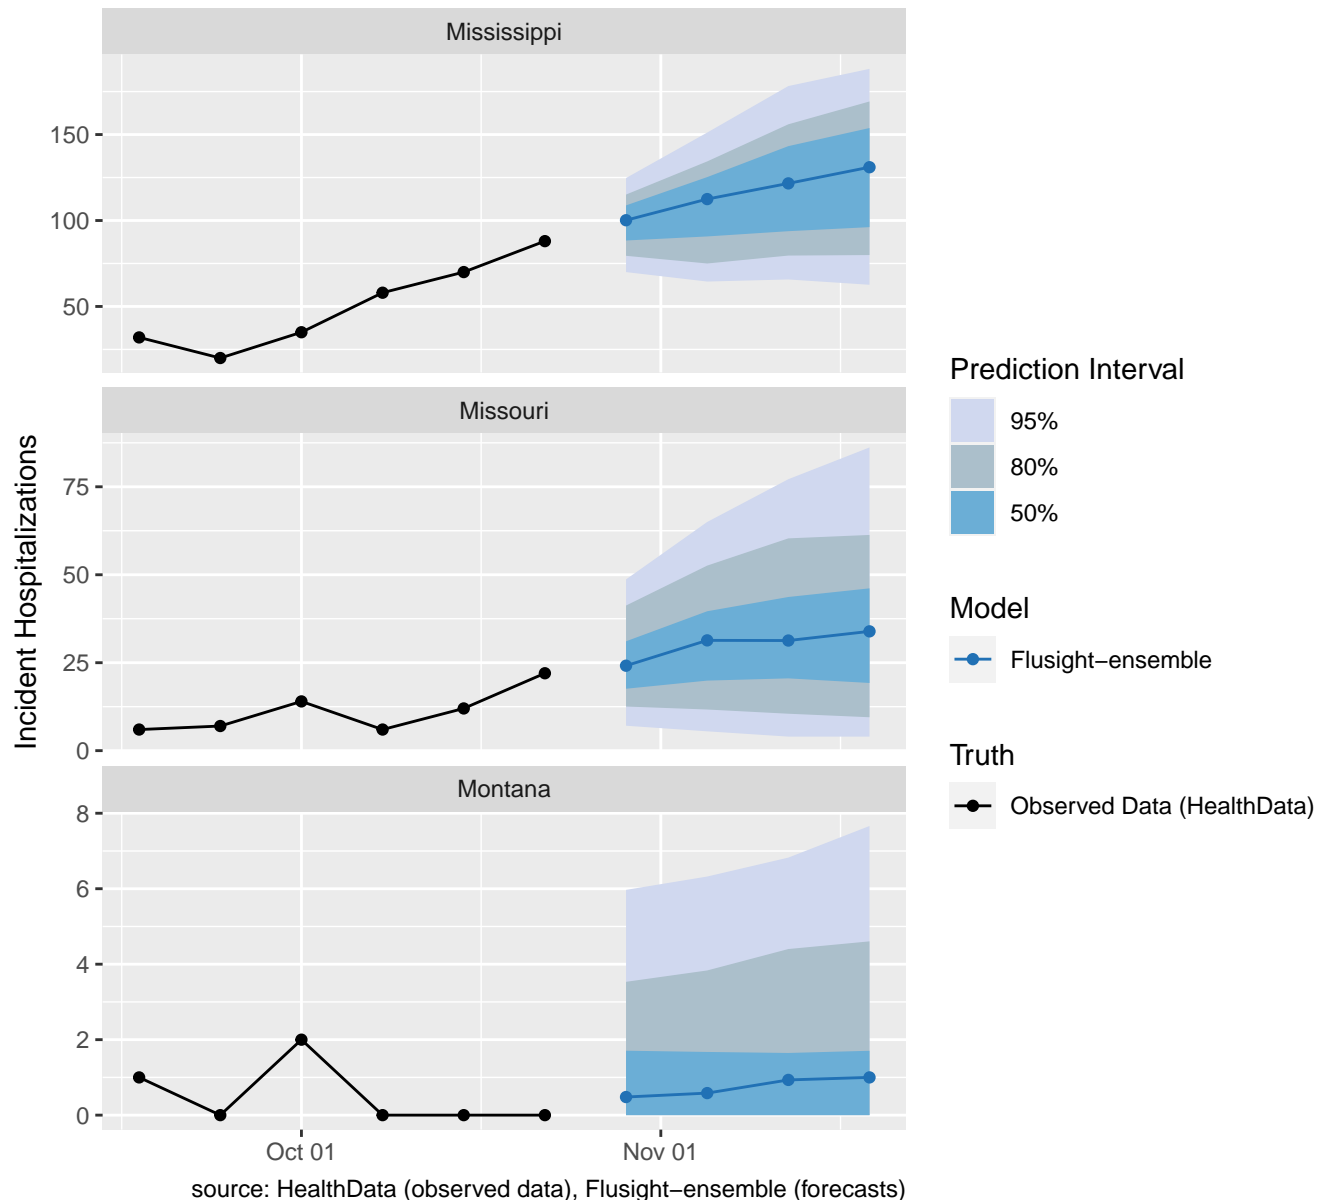 Mississippi
150
100
50
Missouri
75
50
25
0
Montana
8
6
4
2
0
Oct 01
Nov 01
Incident Hospitalizations
source: HealthData (observed data), Flusight−ensemble (forecasts)
Prediction Interval
95%
80%
50%
Model
Flusight−ensemble
Truth
Observed Data (HealthData)